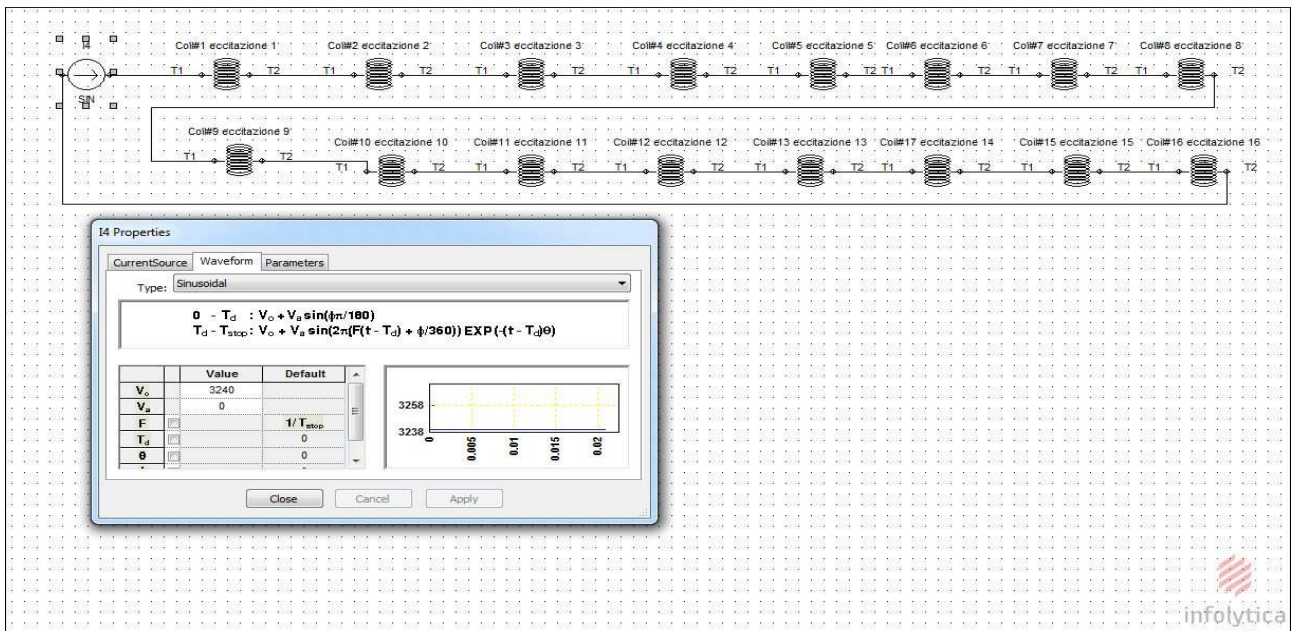 I4
SIN
Coil#1 eccitazione 1 Coil#2 eccitazione 2 Coil#3 eccitazione 3 Coil#4 eccitazione 4 Coil#5 eccitazione 5 Coil#6 eccitazione 6 Coil#7 eccitazione 7 Coil#8 eccitazione 8
T1 T2 T1 T2 T1 T2 T1 T2 T1 T2 T1 T2 T1 T2 T1 T2
Coil#9 eccitazione 9 Coil#10 eccitazione 10 Coil#11 eccitazione 11 Coil#12 eccitazione 12 Coil#13 eccitazione 13 Coil#17 eccitazione 14 Coil#15 eccitazione 15 Coil#16 eccitazione 16
T1 T2 T1 T2 T1 T2 T1 T2 T1 T2 T1 T2 T1 T2 T1 T2
I4 Properties
CurrentSource Waveform Parameters
Type: Sinusoidal
0 - Td : Vo + Va sin(ϕπ/180)
Td - Tstop : Vo + Va sin(2π(F(t - Td) + ϕ/360)) EXP(-(t - Td)θ)
Value Default
Vo 3240
Va 0
F 1/Tstop
Td 0
θ 0
3258
3238
0 0.005 0.01 0.015 0.02
Close Cancel Apply
infolytica